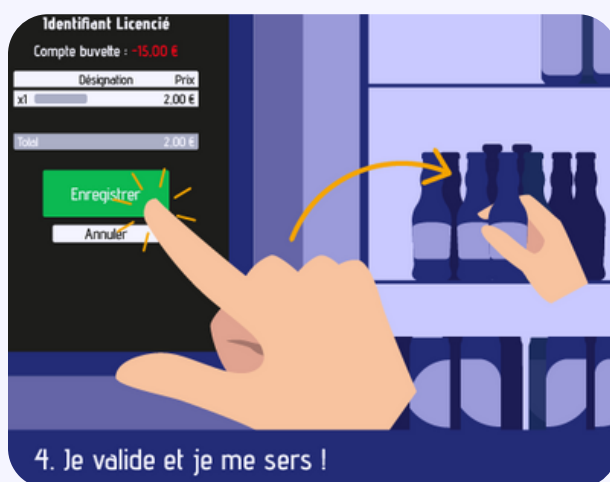 Identifiant Licencié
Compte buvette : -15,00 €
Désignation Prix
x1 2,00 €
Total 2,00 €
Enregistrer
Annuler
4. Je valide et je me sers !